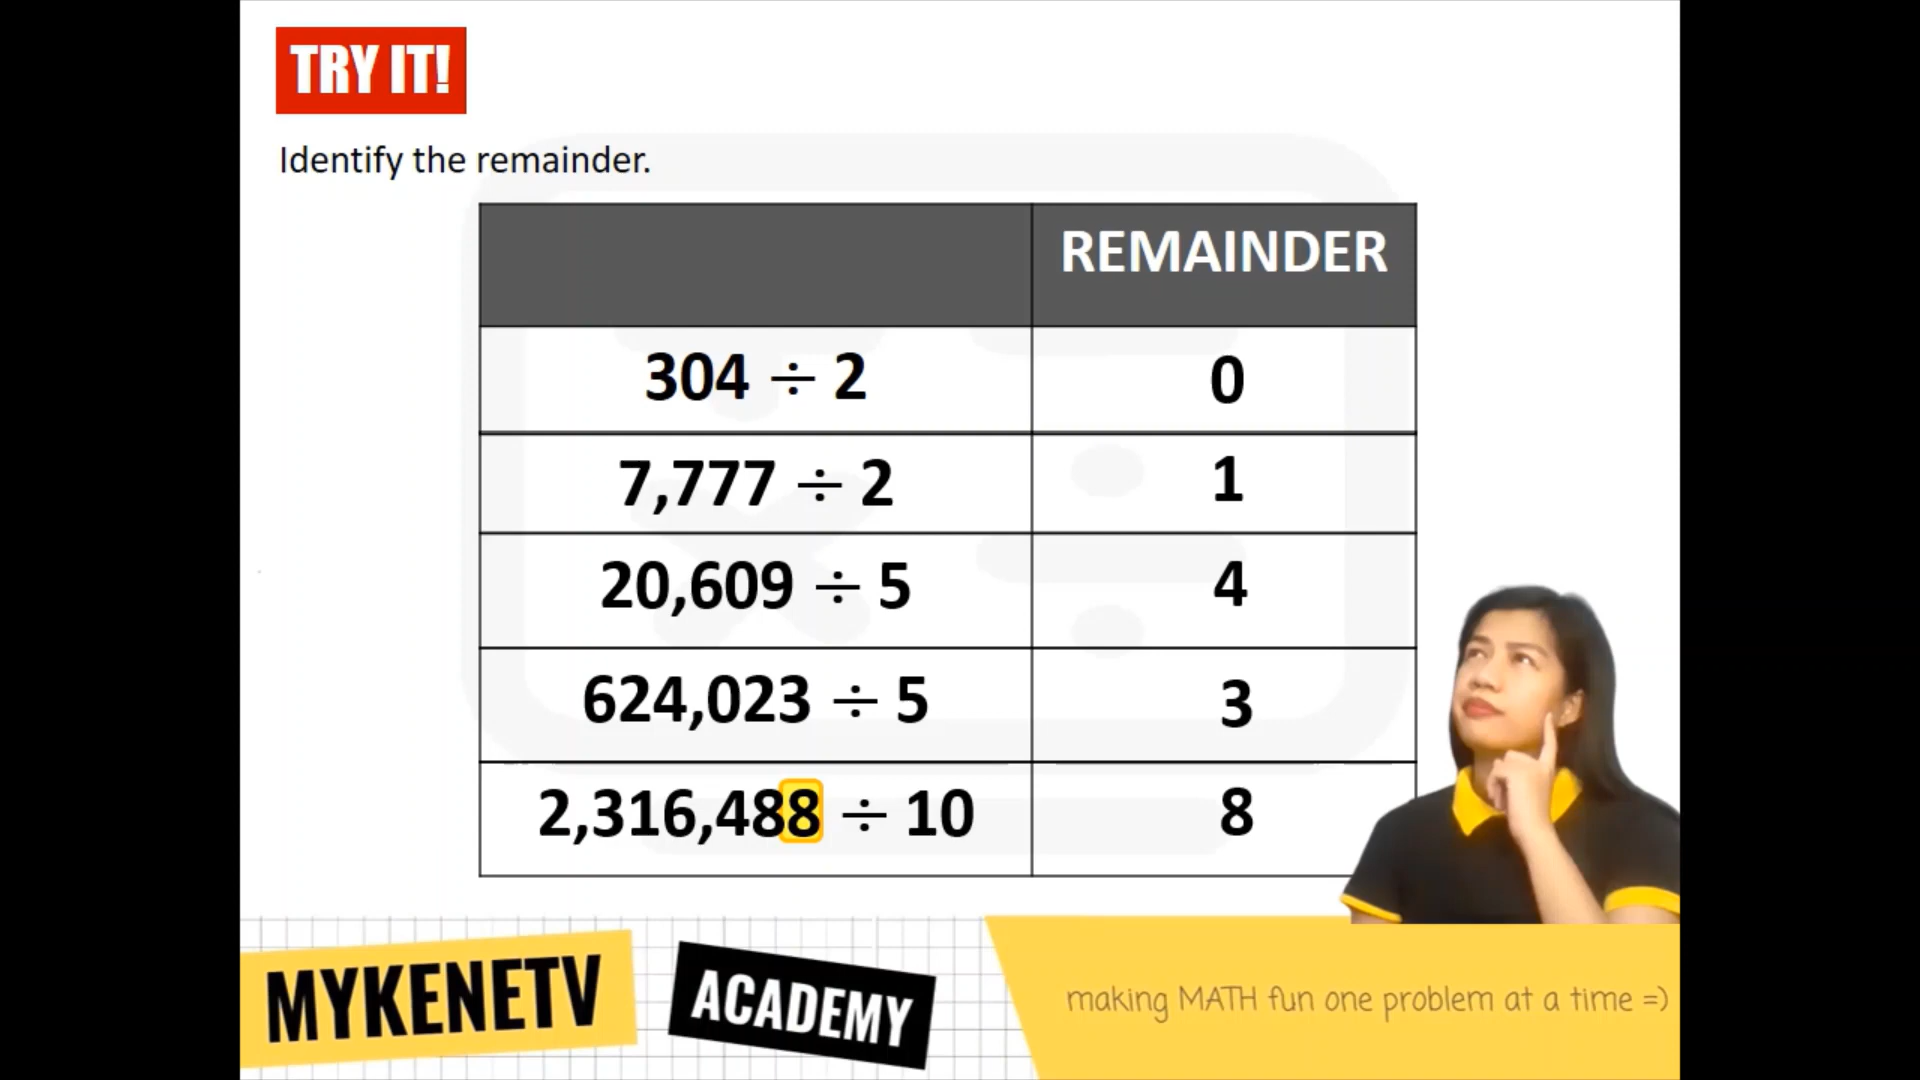 TRY IT!
Identify the remainder.
REMAINDER
304 ÷ 2 0
7,777 ÷ 2 1
20,609 ÷ 5 4
624,023 ÷ 5 3
2,316,488 ÷ 10 8
MYKENETV ACADEMY making MATH fun one problem at a time =)